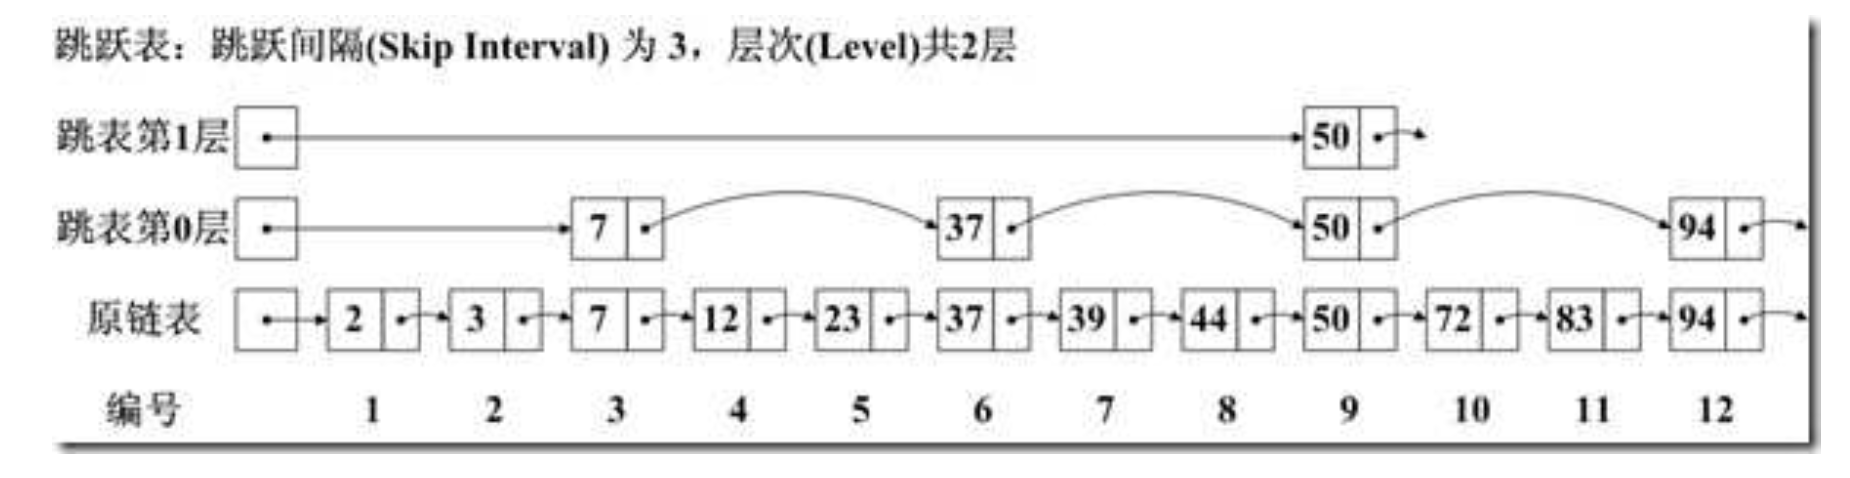 跳跃表：跳跃间隔(Skip Interval) 为 3，层次(Level)共2层
跳表第1层 50
跳表第0层 7 37 50 94
原链表 2 3 7 12 23 37 39 44 50 72 83 94
编号 1 2 3 4 5 6 7 8 9 10 11 12